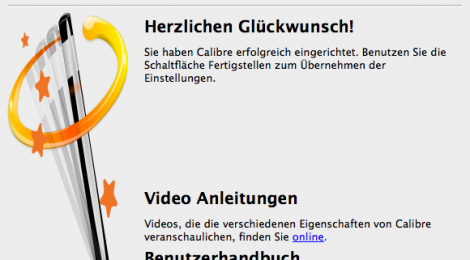 Herzlichen Glückwunsch!
Sie haben Calibre erfolgreich eingerichtet. Benutzen Sie die
Schaltfläche Fertigstellen zum Übernehmen der
Einstellungen.
Video Anleitungen
Videos, die die verschiedenen Eigenschaften von Calibre
veranschaulichen, finden Sie online.
Benutzerhandbuch